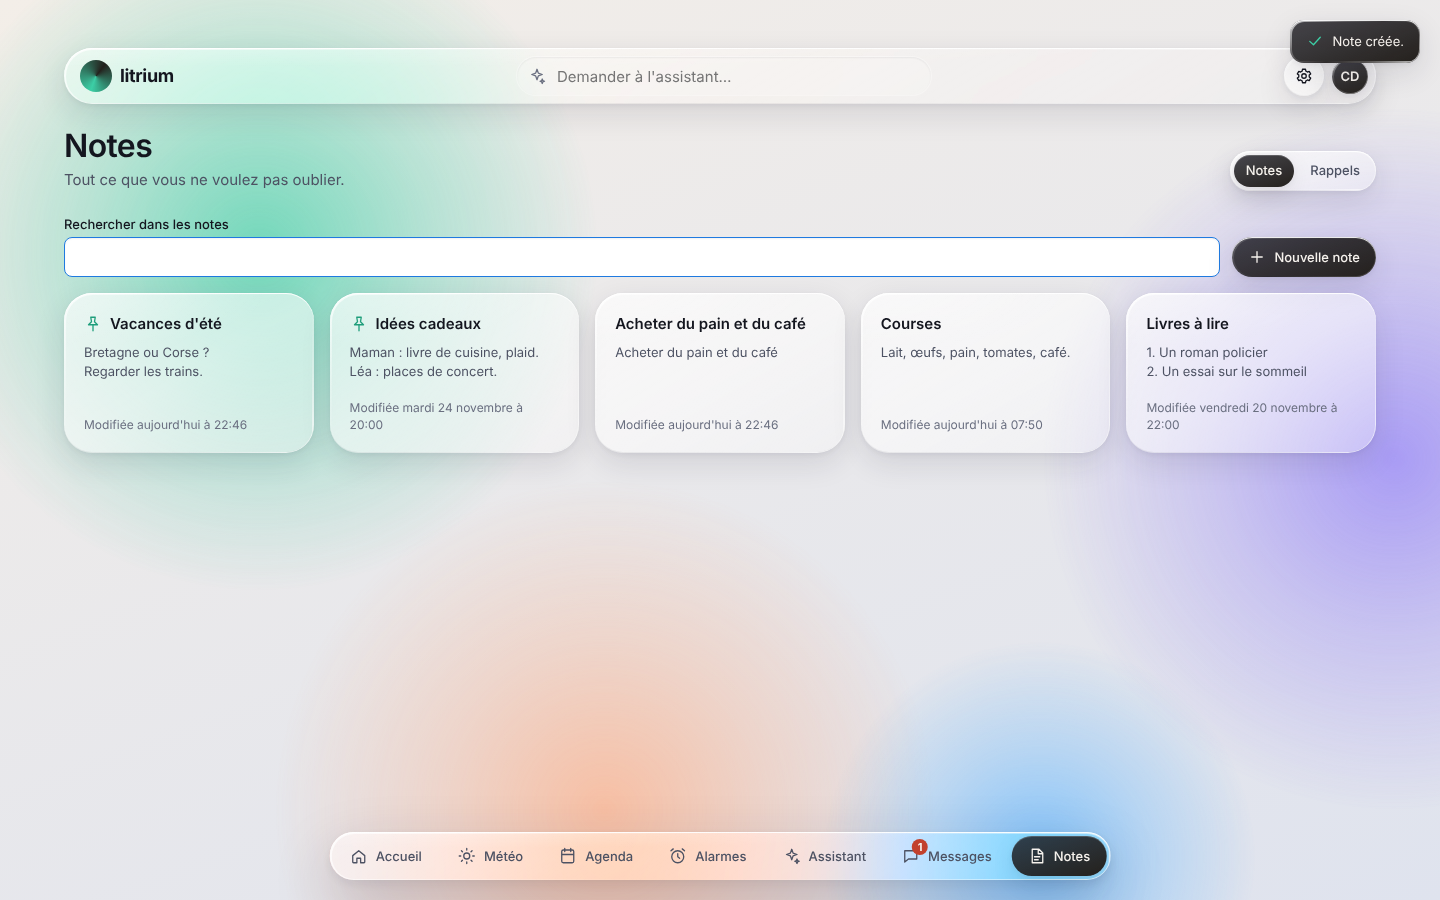 Note créée.
litrium
Demander à l'assistant...
CD
Notes
Tout ce que vous ne voulez pas oublier.
Notes
Rappels
Rechercher dans les notes
Nouvelle note
Vacances d'été
Bretagne ou Corse ?
Regarder les trains.
Modifiée aujourd'hui à 22:46
Idées cadeaux
Maman : livre de cuisine, plaid.
Léa : places de concert.
Modifiée mardi 24 novembre à
20:00
Acheter du pain et du café
Acheter du pain et du café
Modifiée aujourd'hui à 22:46
Courses
Lait, œufs, pain, tomates, café.
Modifiée aujourd'hui à 07:50
Livres à lire
1. Un roman policier
2. Un essai sur le sommeil
Modifiée vendredi 20 novembre à
22:00
Accueil
Météo
Agenda
Alarmes
Assistant
1
Messages
Notes